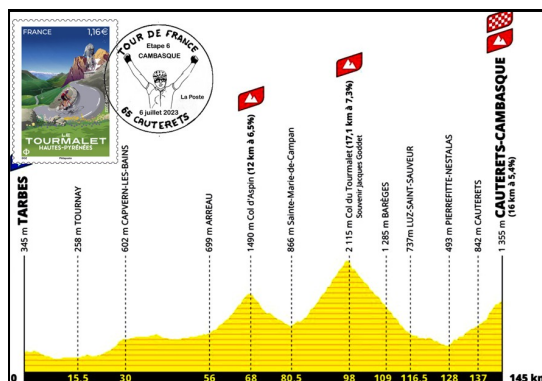 FRANCE 1,16€
LE
TOURMALET
HAUTES-PYRÉNÉES
TOUR DE FRANCE
Etape 6
CAMBASQUE
La Poste
6 juillet 2023
65 CAUTERETS
345 m TARBES
258 m TOURNAY
602 m CAPVERN-LES-BAINS
699 m ARREAU
1490 m Col d'Aspin (12 km à 6,5%)
866 m Sainte-Marie-de-Campan
2 115 m Col du Tourmalet (17,1 km à 7,3%)
Souvenir Jacques Goddet
1 285 m BARÈGES
737m LUZ-SAINT-SAUVEUR
493 m PIERREFITTE-NESTALAS
842 m CAUTERETS
1 355 m CAUTERETS-CAMBASQUE
(16 km à 5,4%)
0 15.5 30 56 68 80.5 98 109 116.5 128 137 145 km